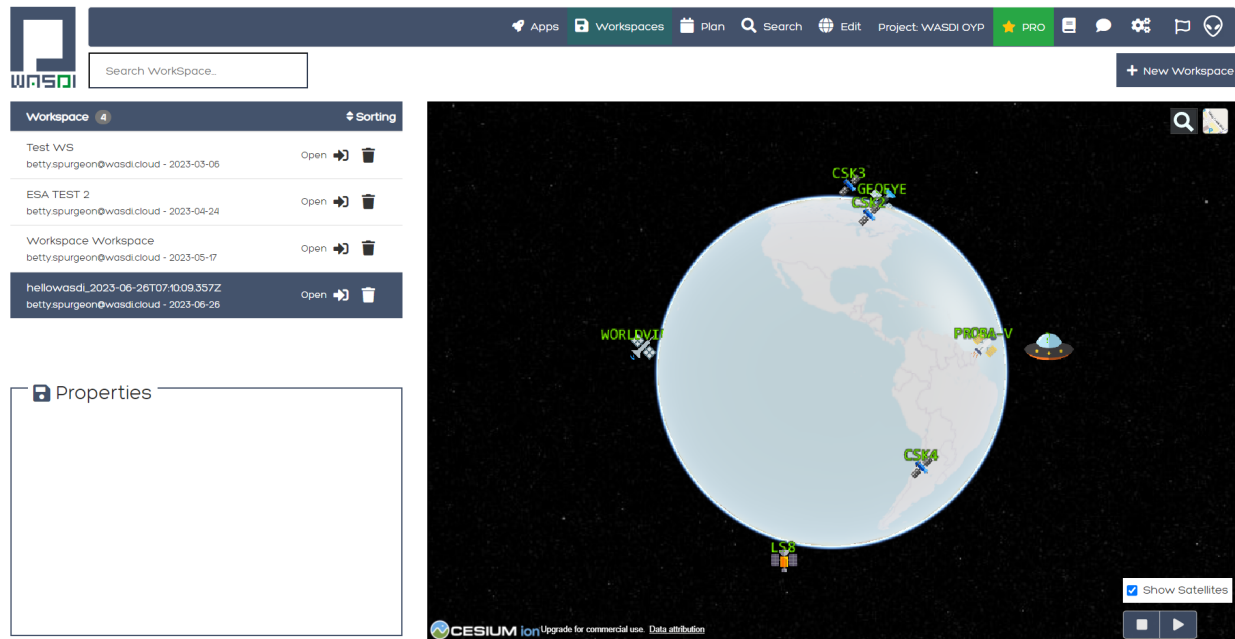 Apps Workspaces Plan Search Edit Project: WASDI OYP PRO
WASDI
Search WorkSpace...
+ New Workspace
Workspace 4 Sorting
Test WS
betty.spurgeon@wasdi.cloud - 2023-03-06
Open
ESA TEST 2
betty.spurgeon@wasdi.cloud - 2023-04-24
Open
Workspace Workspace
betty.spurgeon@wasdi.cloud - 2023-05-17
Open
hellowasdi_2023-06-26T07:10:09.357Z
betty.spurgeon@wasdi.cloud - 2023-06-26
Open
Properties
CSK3
GEOEYE
CSK2
PROBA-V
CSK4
LS8
Show Satellites
CESIUM ion Upgrade for commercial use. Data attribution